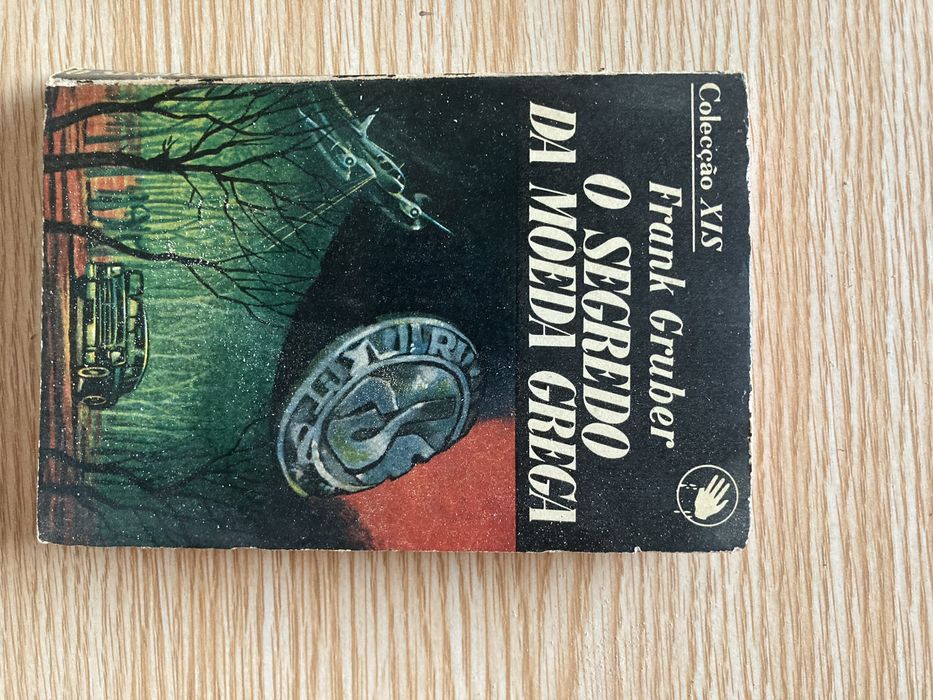 Colecção XIS
Frank Gruber
O SEGREDO
DA MOEDA GREGA